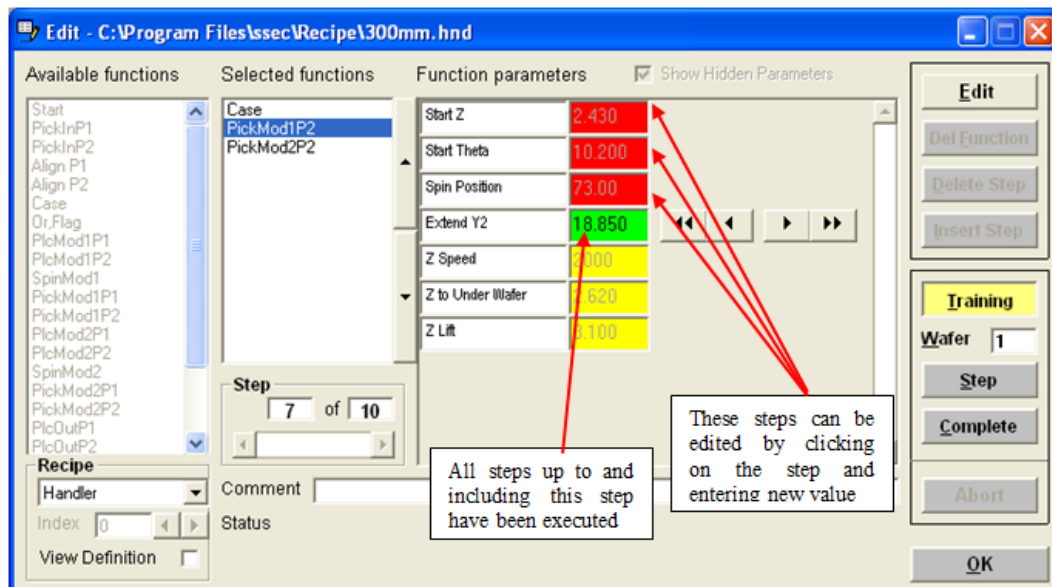 Edit - C:\Program Files\ssec\Recipe\300mm.hnd
Available functions
Start
PickInP1
PickInP2
Align P1
Align P2
Case
Or,Flag
PlcMod1P1
PlcMod1P2
SpinMod1
PickMod1P1
PickMod1P2
PlcMod2P1
PlcMod2P2
SpinMod2
PickMod2P1
PickMod2P2
PlcOutP1
PlcOutP2
Selected functions
Case
PickMod1P2
PickMod2P2
Function parameters
Show Hidden Parameters
Start Z 2.430
Start Theta 10.200
Spin Position 73.00
Extend Y2 18.850
Z Speed 2000
Z to Under Wafer 2.620
Z Lift 3.100
Step
7 of 10
Recipe
Handler
Index 0
View Definition
Comment
Status
All steps up to and
including this step
have been executed
These steps can be
edited by clicking
on the step and
entering new value
Edit
Del Function
Delete Step
Insert Step
Training
Wafer 1
Step
Complete
Abort
OK